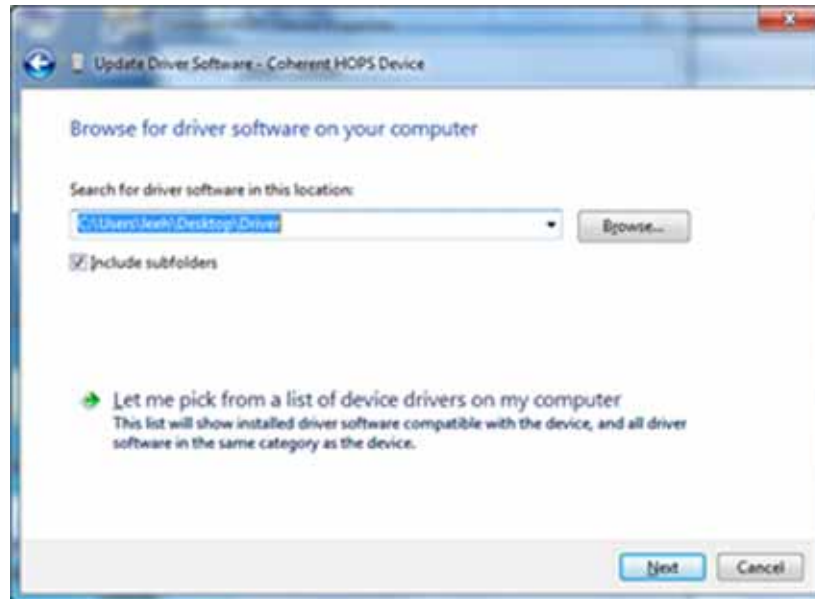 Update Driver Software - Coherent HOPS Device
Browse for driver software on your computer
Search for driver software in this location:
C:\Users\leeh\Desktop\Driver
Browse...
Include subfolders
Let me pick from a list of device drivers on my computer
This list will show installed driver software compatible with the device, and all driver
software in the same category as the device.
Next
Cancel